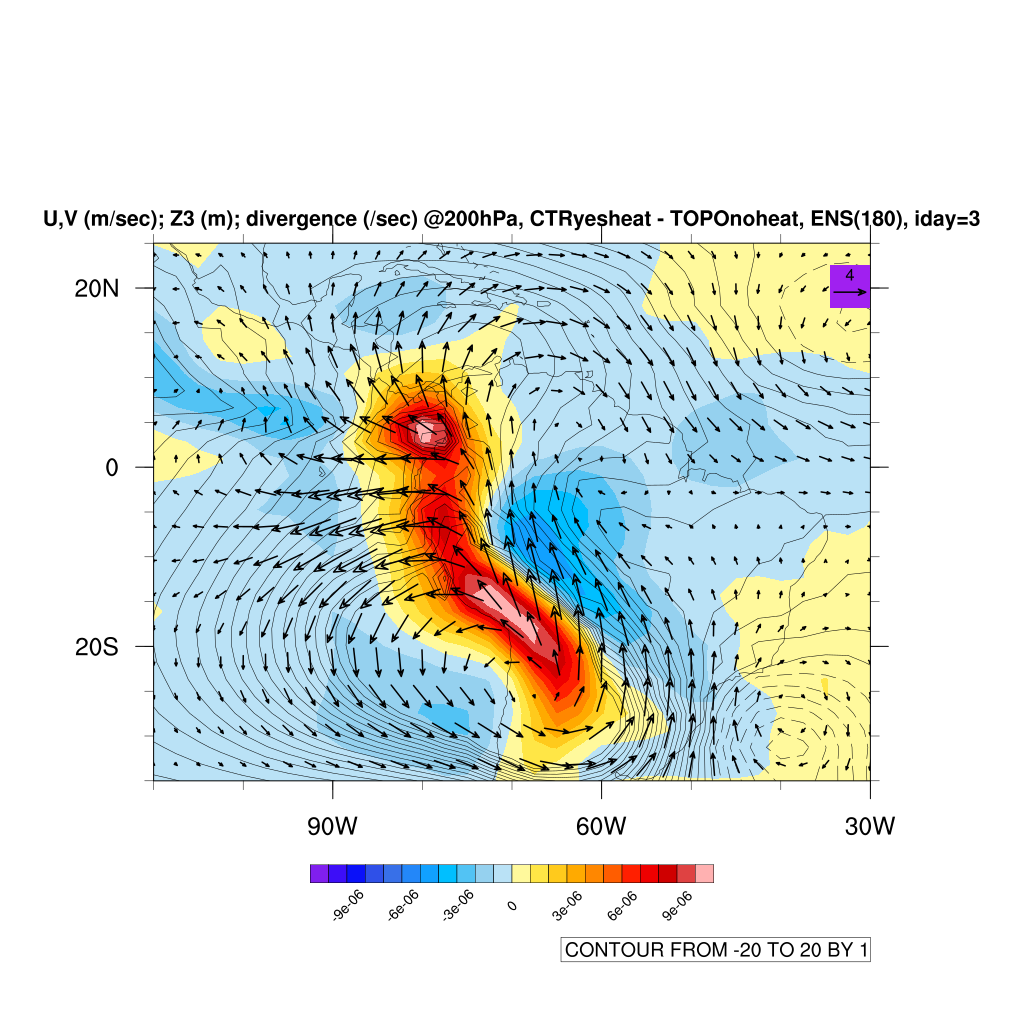 U,V (m/sec); Z3 (m); divergence (/sec) @200hPa, CTRyesheat - TOPOnoheat, ENS(180), iday=3
4
20N
0
20S
90W 60W 30W
-9e-06 -6e-06 -3e-06 0 3e-06 6e-06 9e-06
CONTOUR FROM -20 TO 20 BY 1